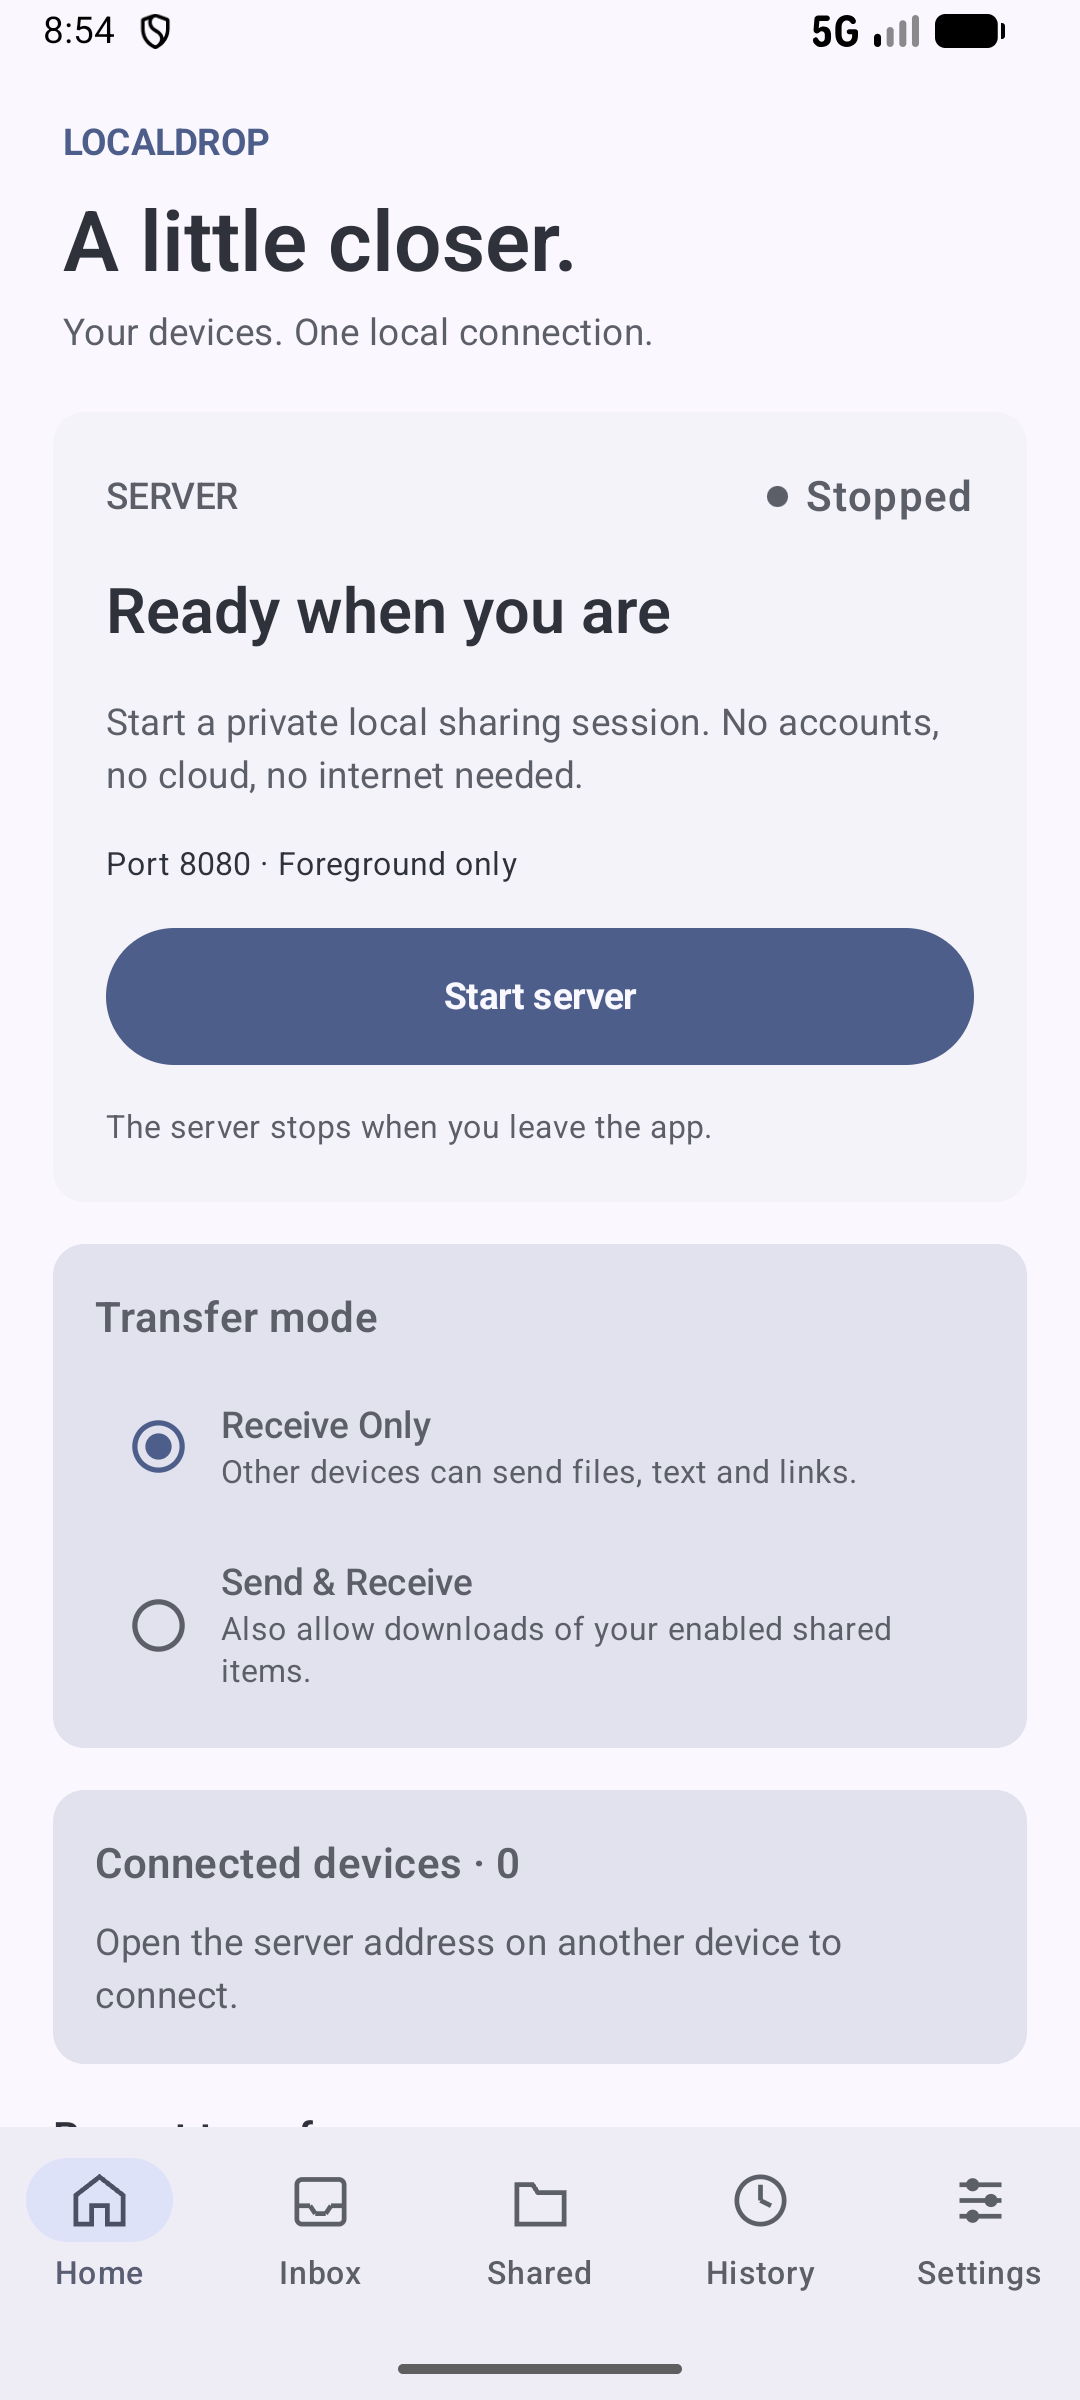 8:54
5G
LOCALDROP
A little closer.
Your devices. One local connection.
SERVER
Stopped
Ready when you are
Start a private local sharing session. No accounts,
no cloud, no internet needed.
Port 8080 · Foreground only
Start server
The server stops when you leave the app.
Transfer mode
Receive Only
Other devices can send files, text and links.
Send & Receive
Also allow downloads of your enabled shared
items.
Connected devices · 0
Open the server address on another device to
connect.
Home
Inbox
Shared
History
Settings